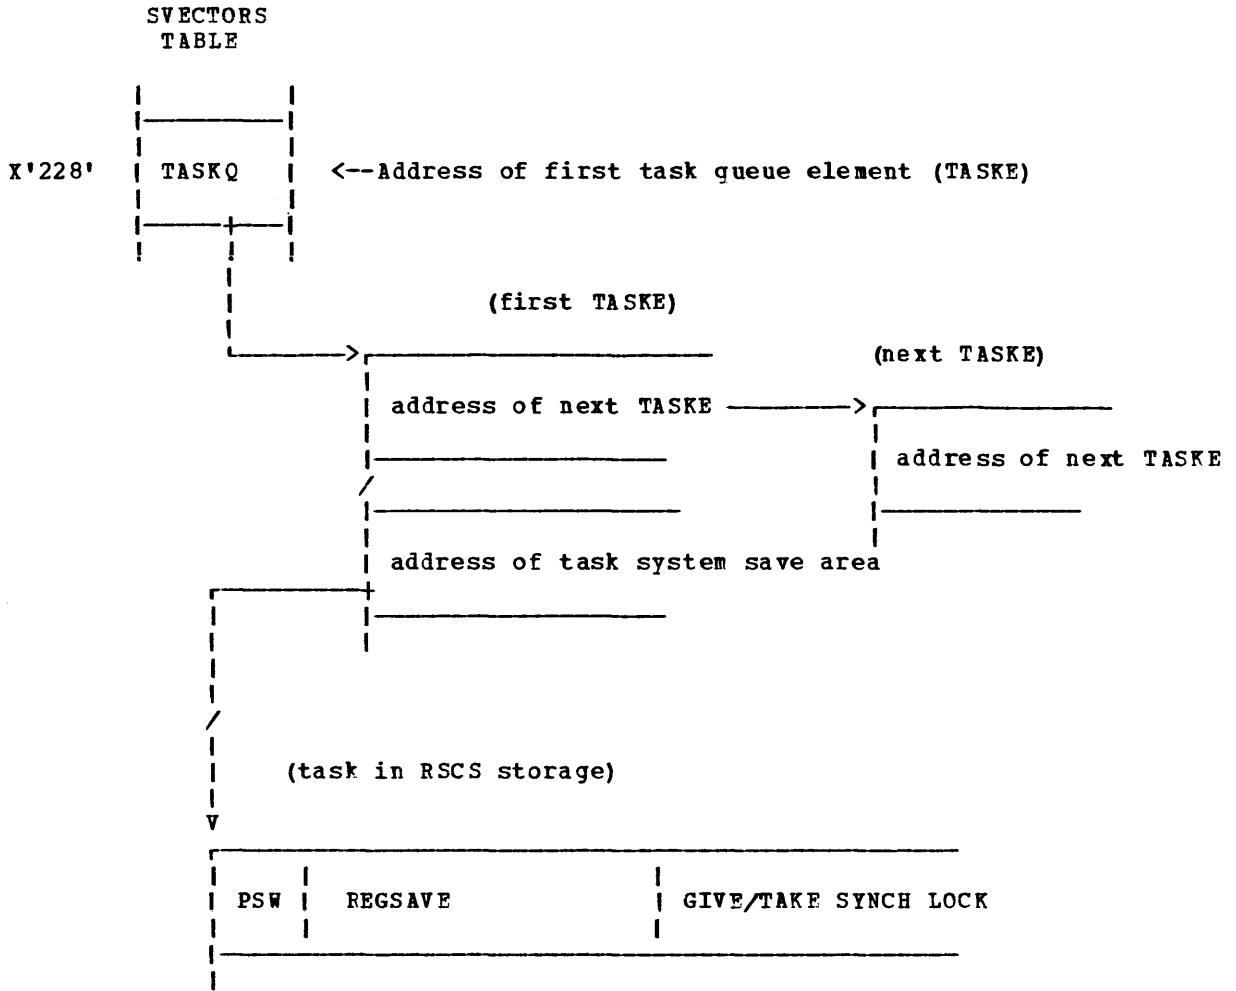 SVECTORS
TABLE
X'228' TASKQ <--Address of first task queue element (TASKE)
(first TASKE)
(next TASKE)
address of next TASKE
address of next TASKE
address of task system save area
(task in RSCS storage)
PSW REGSAVE GIVE/TAKE SYNCH LOCK